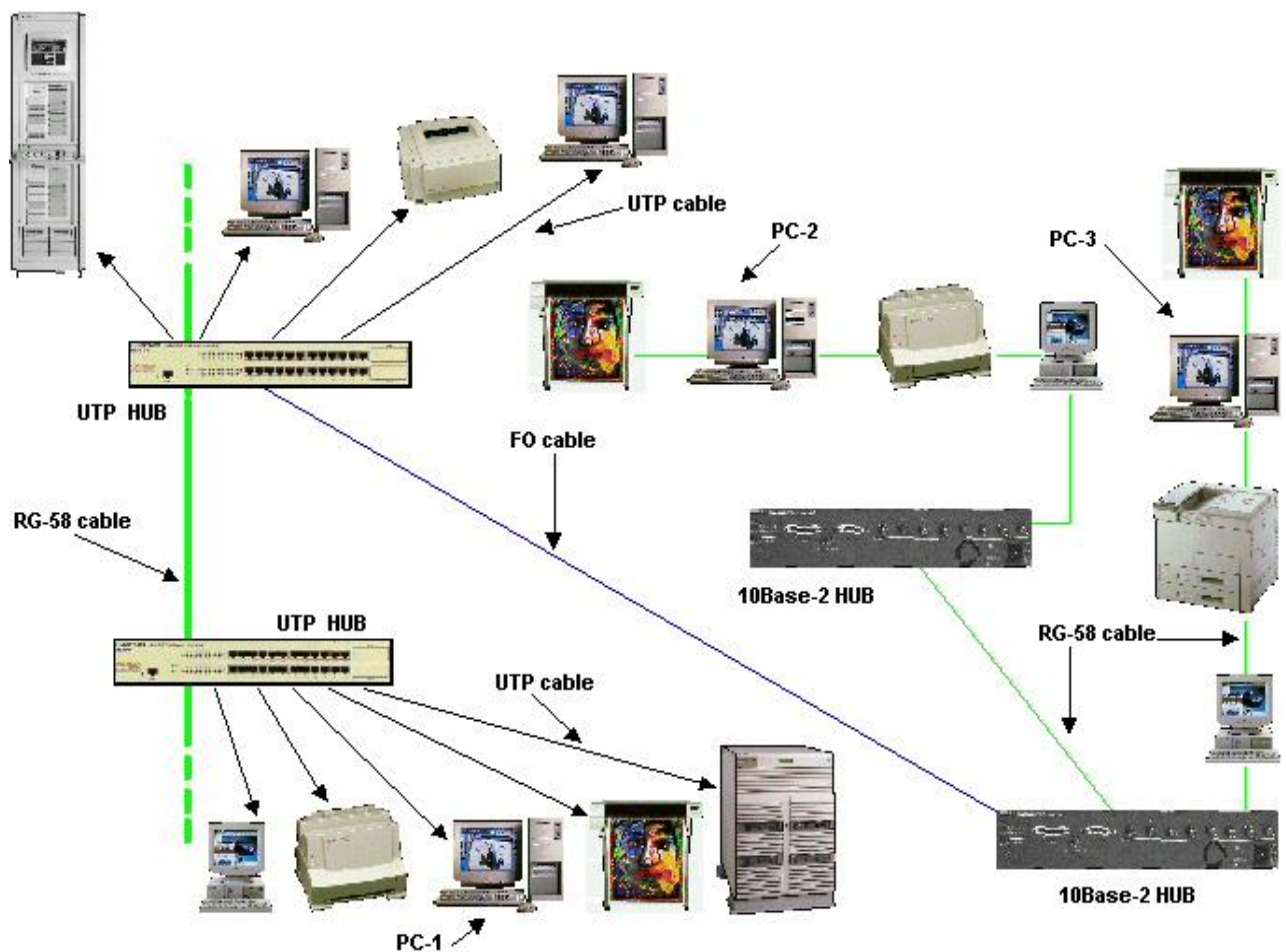 UTP cable
PC-2
PC-3
UTP HUB
FO cable
RG-58 cable
10Base-2 HUB
UTP HUB
RG-58 cable
UTP cable
10Base-2 HUB
PC-1